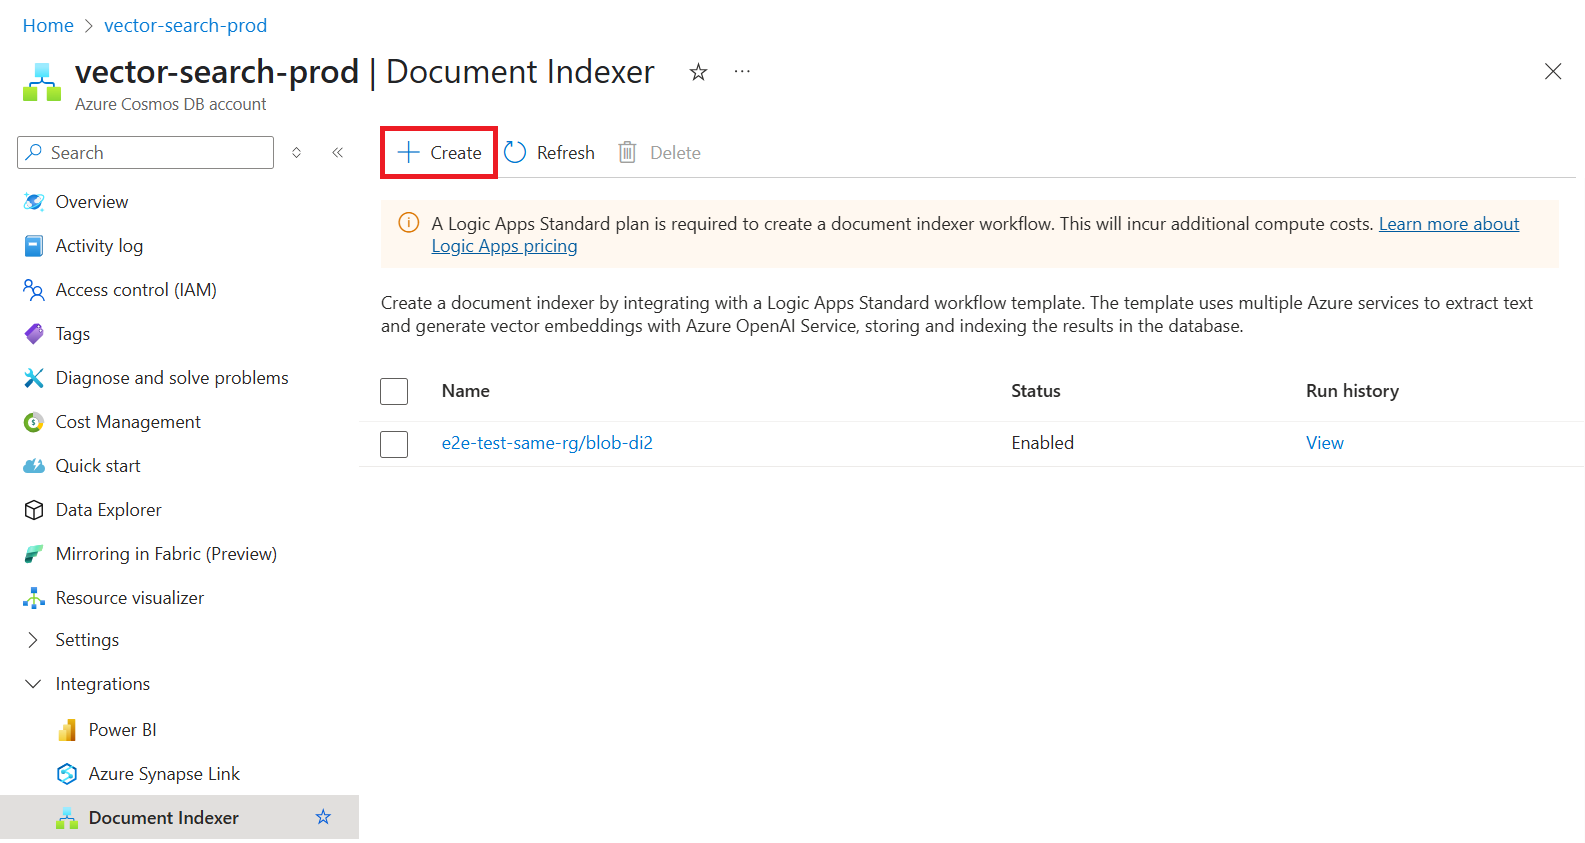 Home > vector-search-prod
vector-search-prod | Document Indexer
Azure Cosmos DB account
Search
Create
Refresh
Delete
Overview
Activity log
Access control (IAM)
Tags
Diagnose and solve problems
Cost Management
Quick start
Data Explorer
Mirroring in Fabric (Preview)
Resource visualizer
Settings
Integrations
Power BI
Azure Synapse Link
Document Indexer
A Logic Apps Standard plan is required to create a document indexer workflow. This will incur additional compute costs. Learn more about
Logic Apps pricing
Create a document indexer by integrating with a Logic Apps Standard workflow template. The template uses multiple Azure services to extract text
and generate vector embeddings with Azure OpenAI Service, storing and indexing the results in the database.
Name Status Run history
e2e-test-same-rg/blob-di2 Enabled View